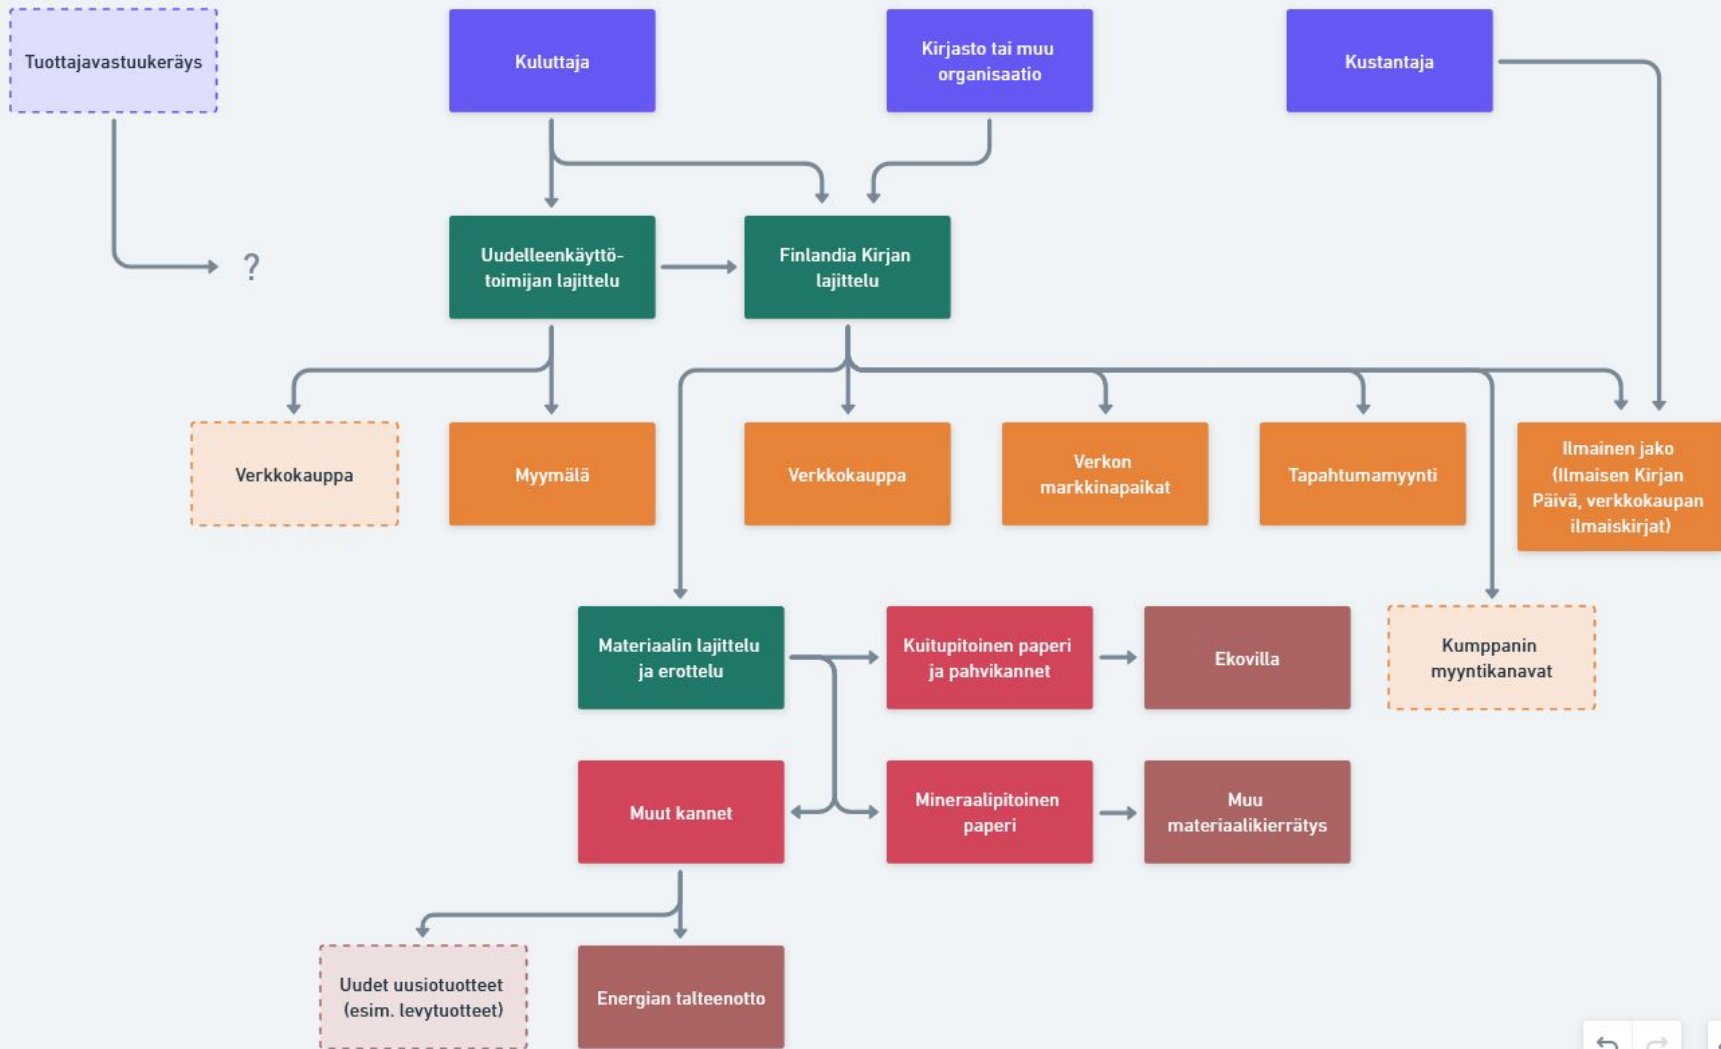 Tuottajavastuukeräys
Kuluttaja
Kirjasto tai muu
organisaatio
Kustantaja
?
Uudelleenkäyttö-
toimijan lajittelu
Finlandia Kirjan
lajittelu
Verkkokauppa
Myymälä
Verkkokauppa
Verkon
markkinapaikat
Tapahtumamyynti
Ilmainen jako
(Ilmaisen Kirjan
Päivä, verkkokaupan
ilmaiskirjat)
Materiaalin lajittelu
ja erottelu
Kuitupitoinen paperi
ja pahvikannet
Ekovilla
Kumppanin
myyntikanavat
Muut kannet
Mineraalipitoinen
paperi
Muu
materiaalikierrätys
Uudet uusiotuotteet
(esim. levytuotteet)
Energian talteenotto